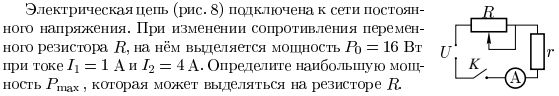 Электрическая цепь (рис. 8) подключена к сети постоян-
ного напряжения. При изменении сопротивления перемен-
ного резистора R, на нём выделяется мощность P₀ = 16 Вт
при токе I₁ = 1 А и I₂ = 4 А. Определите наибольшую мощ-
ность Pmax , которая может выделяться на резисторе R.
R
U
r
K
A